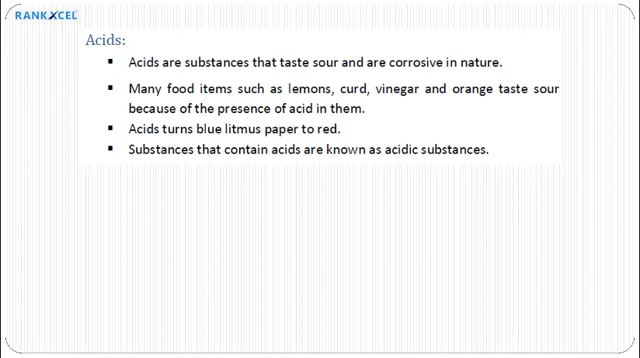 RANKXCEL
Acids:
▪ Acids are substances that taste sour and are corrosive in nature.
▪ Many food items such as lemons, curd, vinegar and orange taste sour
because of the presence of acid in them.
▪ Acids turns blue litmus paper to red.
▪ Substances that contain acids are known as acidic substances.